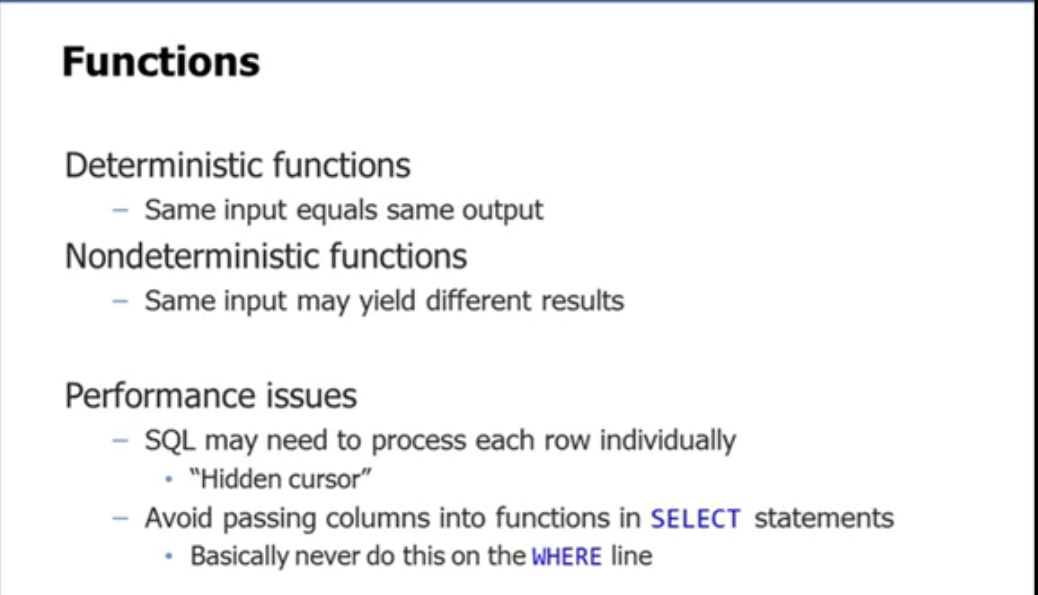 Functions
Deterministic functions
– Same input equals same output
Nondeterministic functions
– Same input may yield different results
Performance issues
– SQL may need to process each row individually
• “Hidden cursor”
– Avoid passing columns into functions in SELECT statements
• Basically never do this on the WHERE line